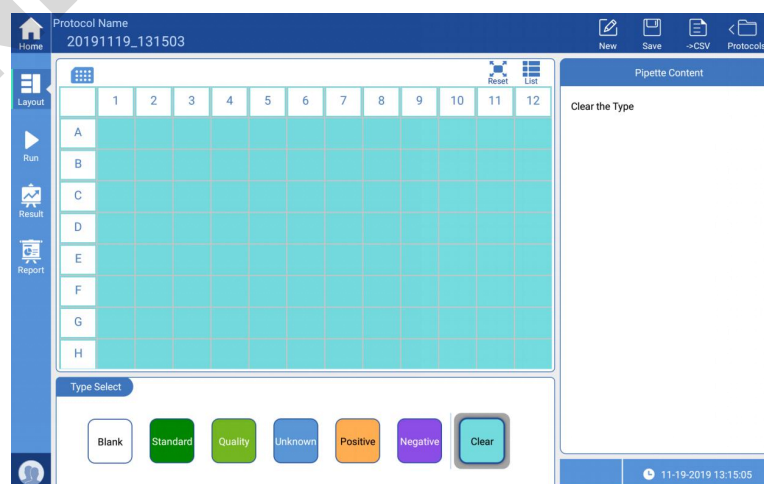 Protocol Name
20191119_131503
Home
New
Save
->CSV
Protocols
Layout
Run
Result
Report
Reset
List
1 2 3 4 5 6 7 8 9 10 11 12
A
B
C
D
E
F
G
H
Pipette Content
Clear the Type
Type Select
Blank
Standard
Quality
Unknown
Positive
Negative
Clear
11-19-2019 13:15:05